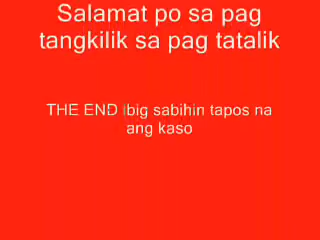 Salamat po sa pag
tangkilik sa pag tatalik
THE END ibig sabihin tapos na
ang kaso